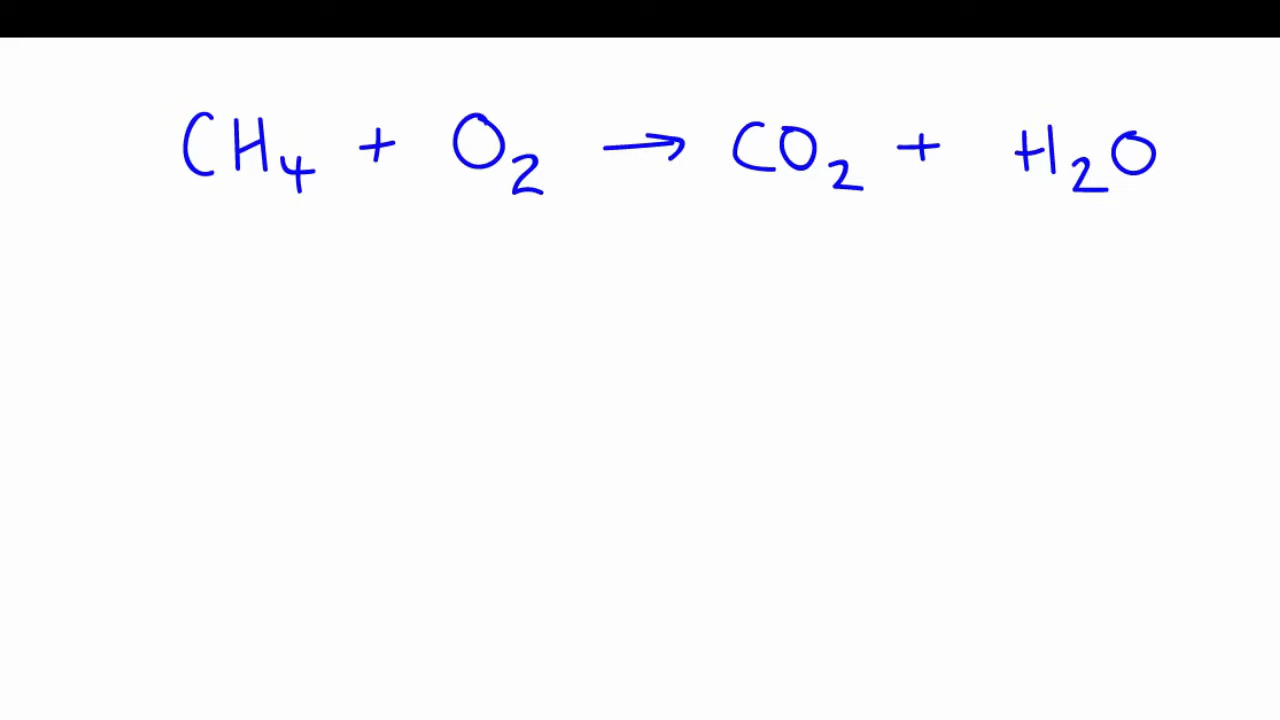 CH₄ + O₂ → CO₂ + H₂O